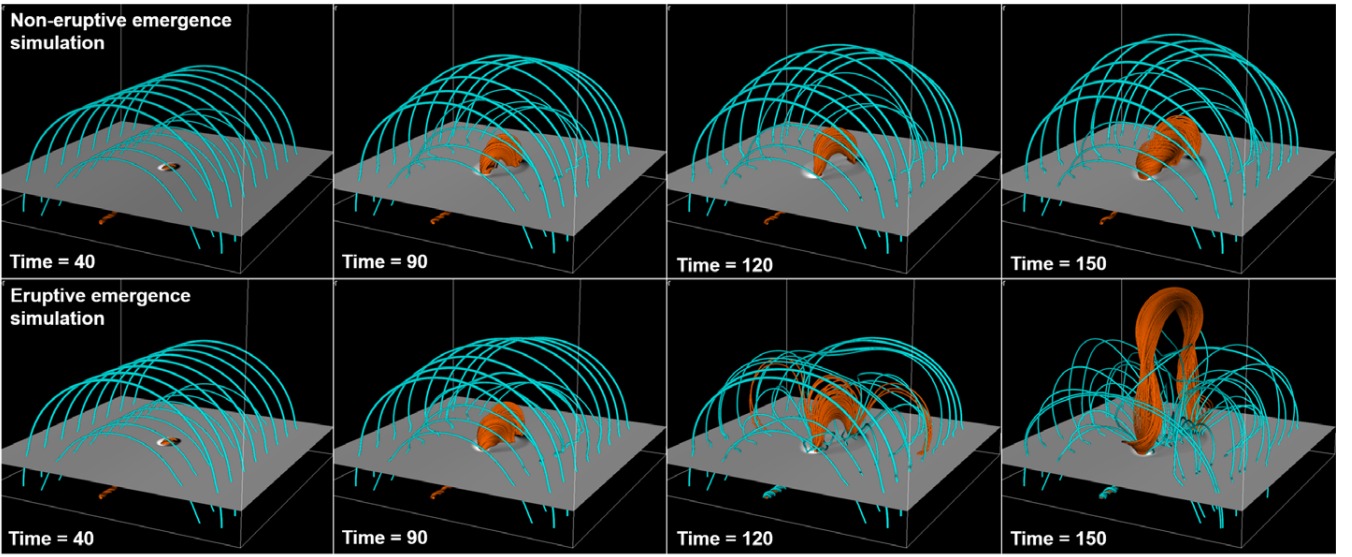 Non-eruptive emergence
simulation
Time = 40
Time = 90
Time = 120
Time = 150
Eruptive emergence
simulation
Time = 40
Time = 90
Time = 120
Time = 150